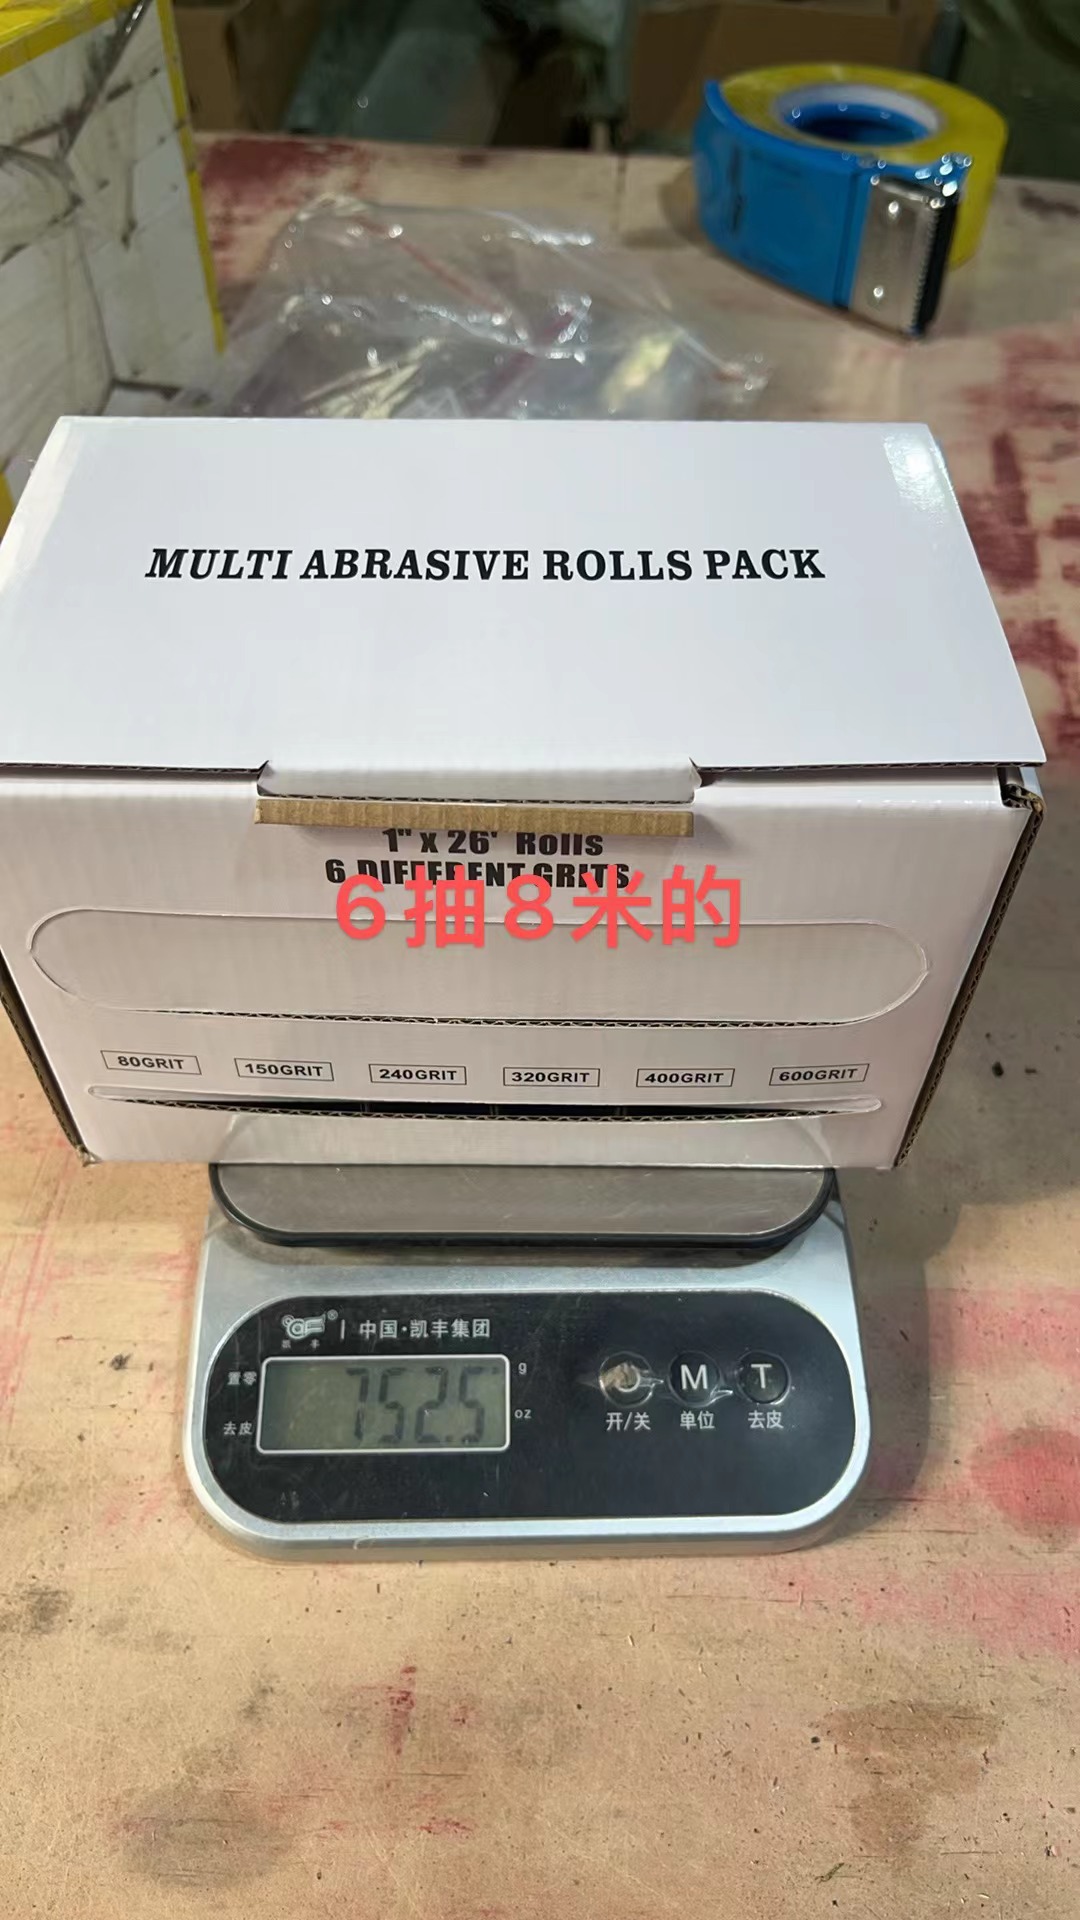 MULTI ABRASIVE ROLLS PACK
1" x 26' Rolls
6 DIFFERENT GRITS
6抽8米的
80GRIT 150GRIT 240GRIT 320GRIT 400GRIT 600GRIT
凯丰 ® 中国·凯丰集团
置零 752.5 g
去皮 oz
M T
开/关 单位 去皮